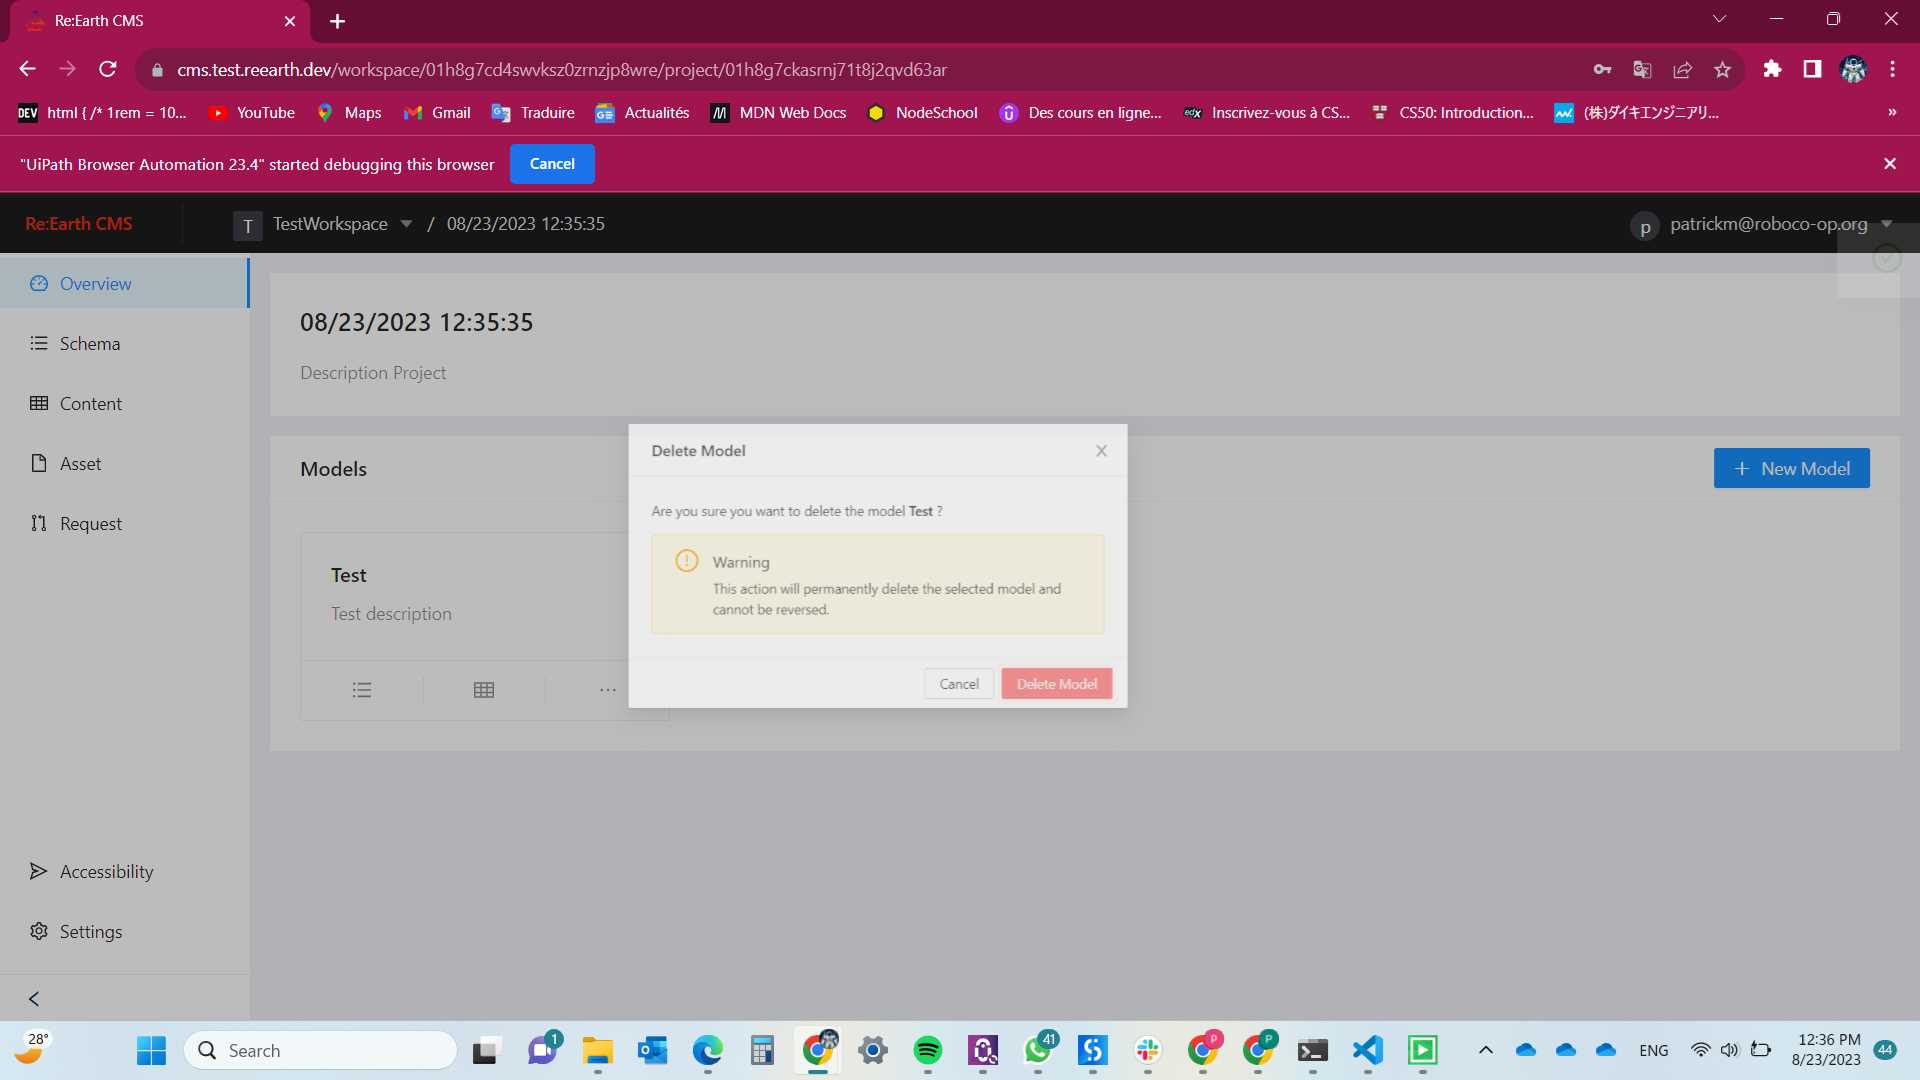 Re:Earth CMS
cms.test.reearth.dev/workspace/01h8g7cd4swvksz0zrnzjp8wre/project/01h8g7ckasrnj71t8j2qvd63ar
DEV html { /* 1rem = 10... YouTube Maps Gmail Traduire Actualités MDN Web Docs NodeSchool Des cours en ligne... edX Inscrivez-vous à CS... CS50: Introduction... (株)ダイキエンジニアリ... »
"UiPath Browser Automation 23.4" started debugging this browser Cancel
Re:Earth CMS T TestWorkspace / 08/23/2023 12:35:35 p patrickm@roboco-op.org
Overview
Schema
Content
Asset
Request
Accessibility
Settings
08/23/2023 12:35:35
Description Project
Models
New Model
Test
Test description
Delete Model
Are you sure you want to delete the model Test ?
Warning
This action will permanently delete the selected model and
cannot be reversed.
Cancel Delete Model
28°
Search
1
41
P
P
ENG
12:36 PM
8/23/2023
44